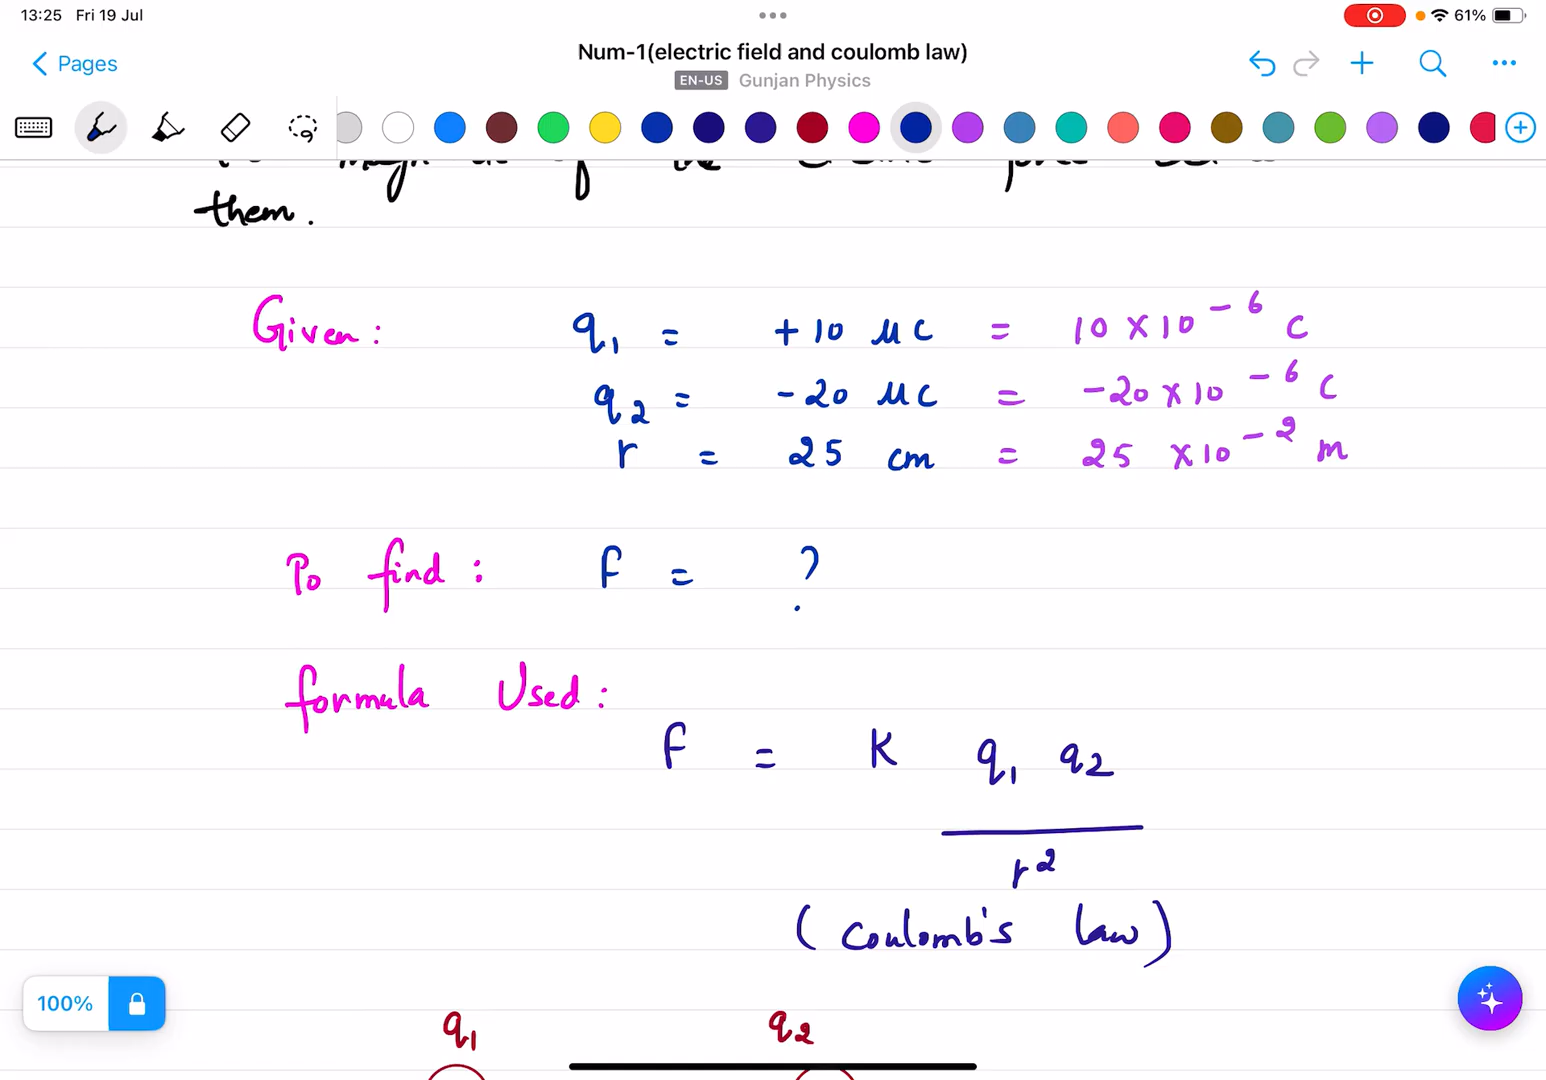 13:25 Fri 19 Jul
61%
Pages
Num-1(electric field and coulomb law)
EN-US Gunjan Physics
the
them.
Given: q₁ = +10 μC = 10 × 10⁻⁶ C
q₂ = -20 μC = -20 × 10⁻⁶ C
r = 25 cm = 25 × 10⁻² m
To find: F = ?
formula Used:
F = K q₁ q₂
r²
(Coulomb's law)
100%
q₁ q₂